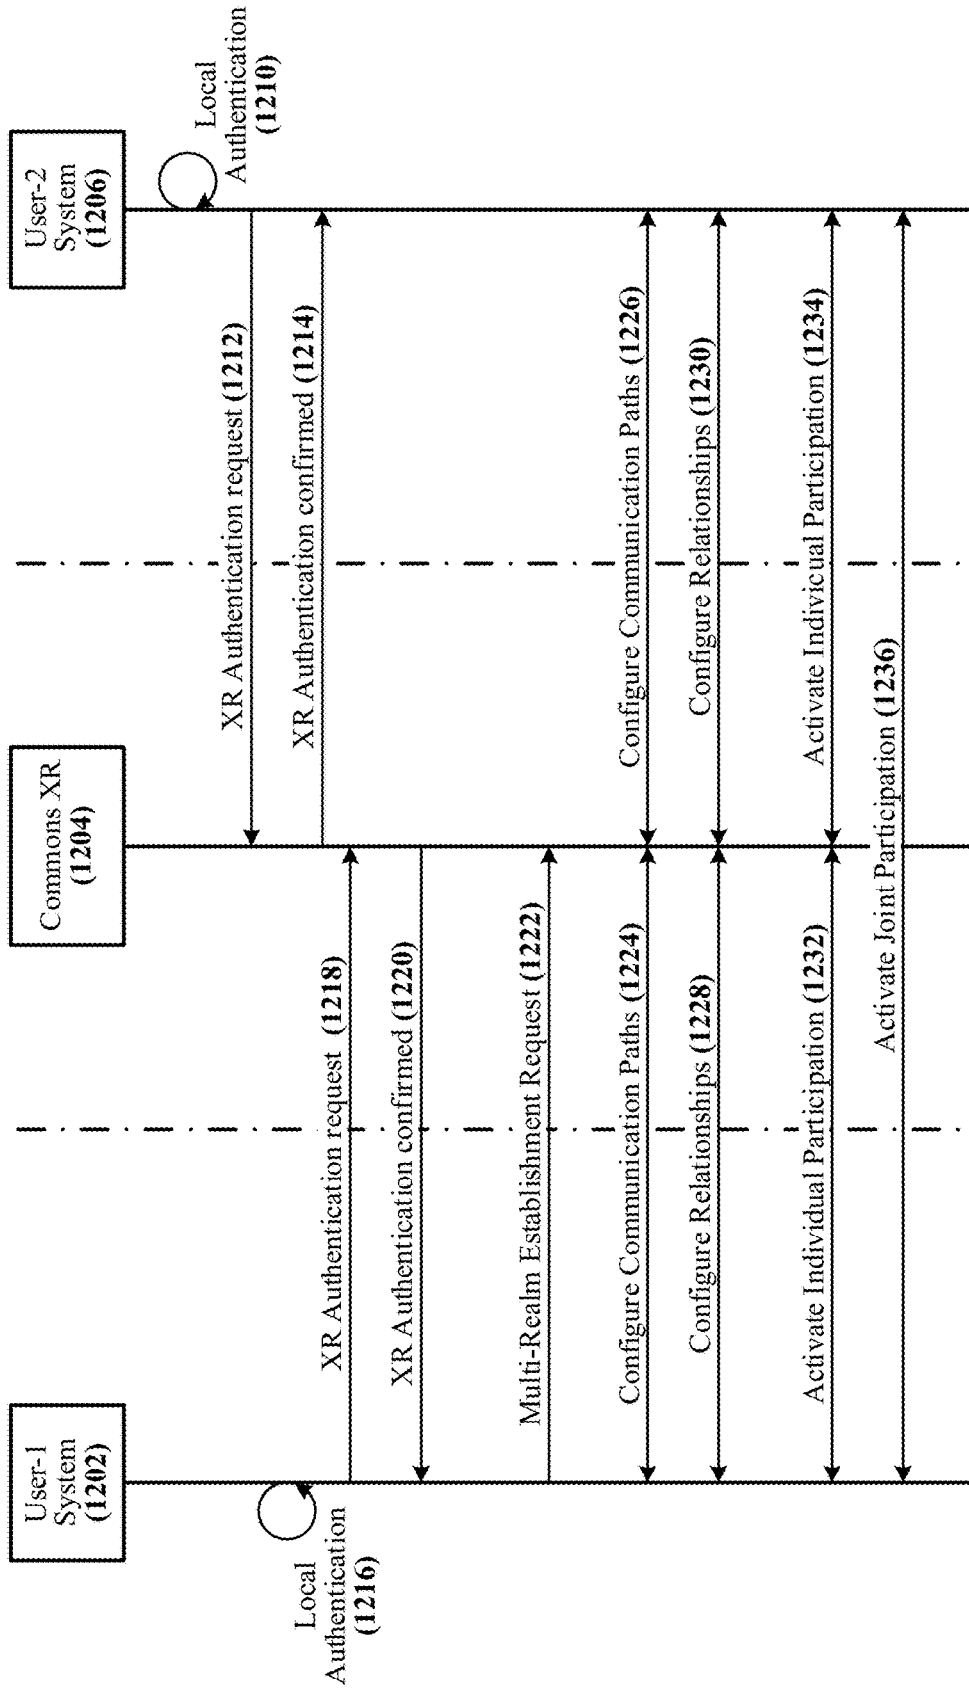 User-1
System
(1202)
Commons XR
(1204)
User-2
System
(1206)
Local
Authentication
(1210)
XR Authentication request (1212)
XR Authentication confirmed (1214)
Local
Authentication
(1216)
XR Authentication request (1218)
XR Authentication confirmed (1220)
Multi-Realm Establishment Request (1222)
Configure Communication Paths (1224)
Configure Communication Paths (1226)
Configure Relationships (1228)
Configure Relationships (1230)
Activate Individual Participation (1232)
Activate Indivicual Participation (1234)
Activate Joint Participation (1236)